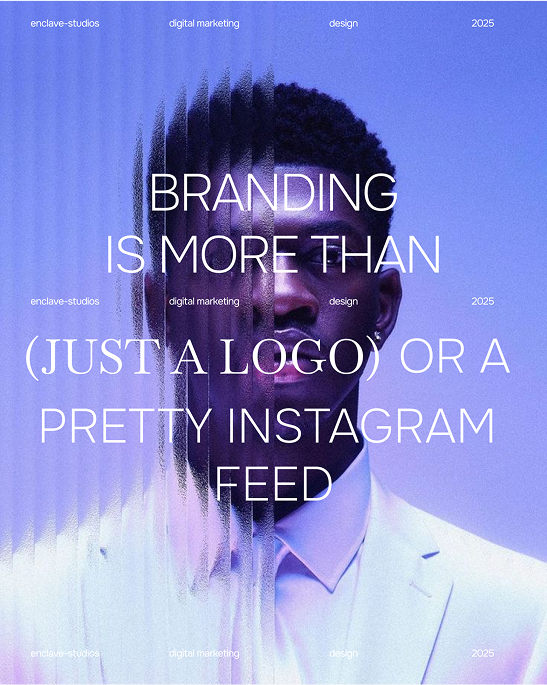 enclave-studios digital marketing design 2025
BRANDING
IS MORE THAN
enclave-studios digital marketing design 2025
(JUST A LOGO) OR A
PRETTY INSTAGRAM
FEED
enclave-studios digital marketing design 2025